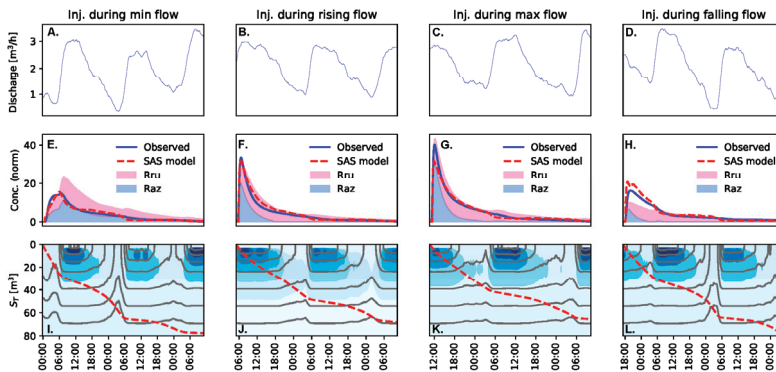 Inj. during min flow
Inj. during rising flow
Inj. during max flow
Inj. during falling flow
Discharge [m³/h]
3
2
1
A.
B.
C.
D.
Conc. (norm)
40
20
0
E.
Observed
SAS model
Rru
Raz
F.
Observed
SAS model
Rru
Raz
G.
Observed
SAS model
Rru
Raz
H.
Observed
SAS model
Rru
Raz
S_T [m³]
0
20
40
60
80
I.
J.
K.
L.
00:00
06:00
12:00
18:00
00:00
06:00
12:00
18:00
00:00
06:00
06:00
12:00
18:00
00:00
06:00
12:00
18:00
00:00
06:00
12:00
18:00
00:00
06:00
12:00
18:00
00:00
06:00
18:00
00:00
06:00
12:00
18:00
00:00
06:00
12:00
18:00
00:00